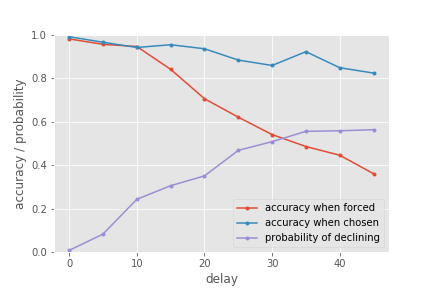 1.0
0.8
0.6
0.4
0.2
0.0
accuracy / probability
accuracy when forced
accuracy when chosen
probability of declining
0 10 20 30 40
delay